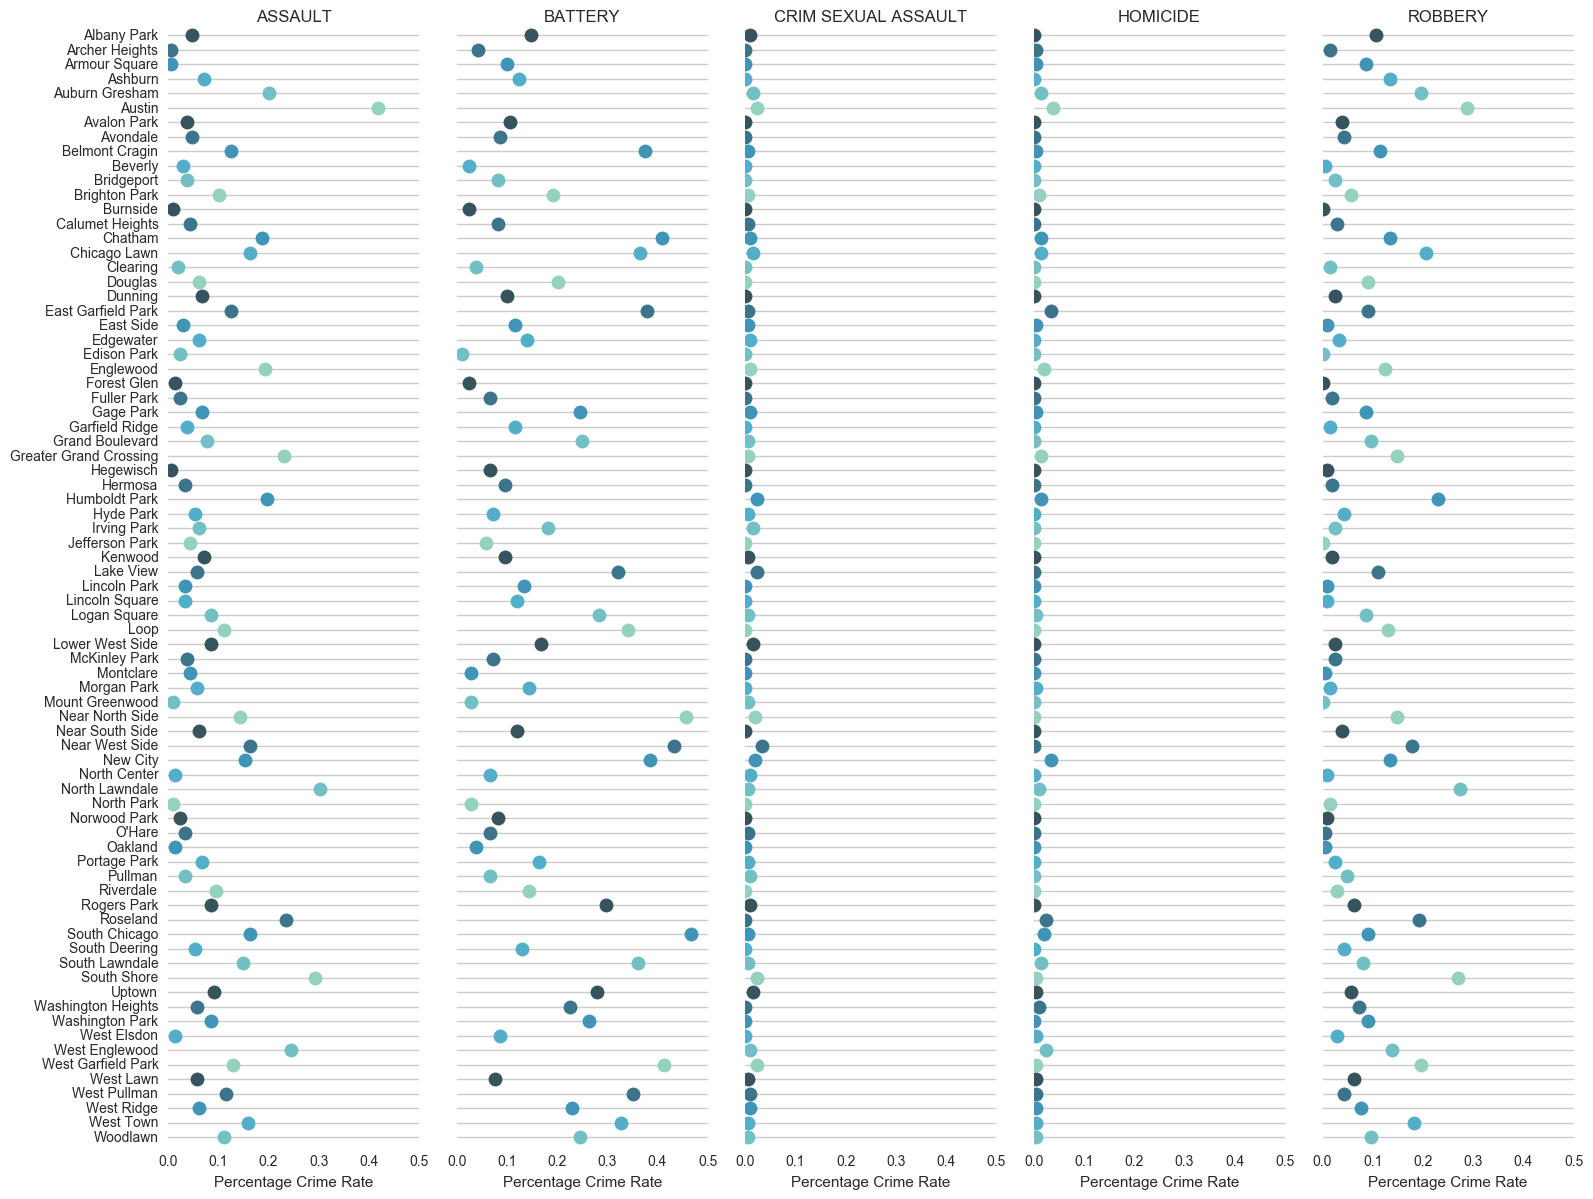 ASSAULT BATTERY CRIM SEXUAL ASSAULT HOMICIDE ROBBERY
Albany Park
Archer Heights
Armour Square
Ashburn
Auburn Gresham
Austin
Avalon Park
Avondale
Belmont Cragin
Beverly
Bridgeport
Brighton Park
Burnside
Calumet Heights
Chatham
Chicago Lawn
Clearing
Douglas
Dunning
East Garfield Park
East Side
Edgewater
Edison Park
Englewood
Forest Glen
Fuller Park
Gage Park
Garfield Ridge
Grand Boulevard
Greater Grand Crossing
Hegewisch
Hermosa
Humboldt Park
Hyde Park
Irving Park
Jefferson Park
Kenwood
Lake View
Lincoln Park
Lincoln Square
Logan Square
Loop
Lower West Side
McKinley Park
Montclare
Morgan Park
Mount Greenwood
Near North Side
Near South Side
Near West Side
New City
North Center
North Lawndale
North Park
Norwood Park
O'Hare
Oakland
Portage Park
Pullman
Riverdale
Rogers Park
Roseland
South Chicago
South Deering
South Lawndale
South Shore
Uptown
Washington Heights
Washington Park
West Elsdon
West Englewood
West Garfield Park
West Lawn
West Pullman
West Ridge
West Town
Woodlawn
0.0 0.1 0.2 0.3 0.4 0.5 0.0 0.1 0.2 0.3 0.4 0.5 0.0 0.1 0.2 0.3 0.4 0.5 0.0 0.1 0.2 0.3 0.4 0.5 0.0 0.1 0.2 0.3 0.4 0.5
Percentage Crime Rate Percentage Crime Rate Percentage Crime Rate Percentage Crime Rate Percentage Crime Rate